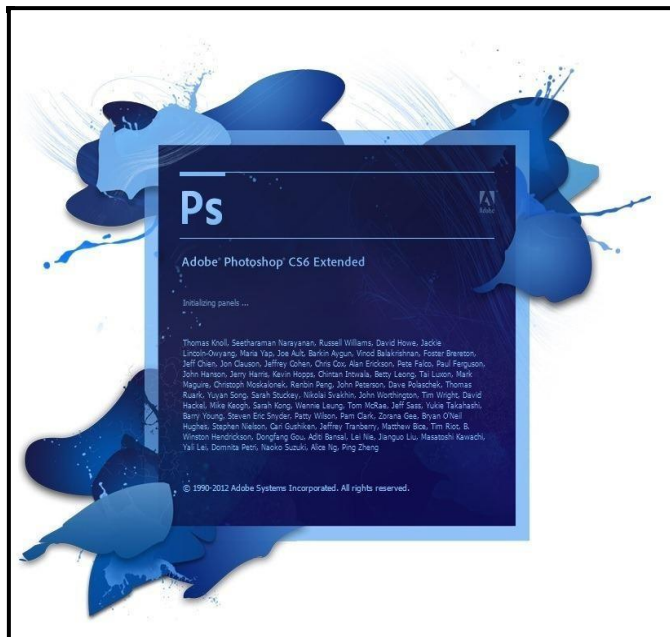 Ps
Adobe
Adobe® Photoshop® CS6 Extended
Initializing panels ...
Thomas Knoll, Seetharaman Narayanan, Russell Williams, David Howe, Jackie
Lincoln-Owyang, Maria Yap, Joe Ault, Barkin Aygun, Vinod Balakrishnan, Foster Brereton,
Jeff Chien, Jon Clauson, Jeffrey Cohen, Chris Cox, Alan Erickson, Pete Falco, Paul Ferguson,
John Hanson, Jerry Harris, Kevin Hopps, Chintan Intwala, Betty Leong, Tai Luxon, Mark
Maguire, Christoph Moskalonek, Renbin Peng, John Peterson, Dave Polaschek, Thomas
Ruark, Yuyan Song, Sarah Stuckey, Nikolai Svakhin, John Worthington, Tim Wright, David
Hackel, Mike Keogh, Sarah Kong, Wennie Leung, Tom McRae, Jeff Sass, Yukie Takahashi,
Barry Young, Steven Eric Snyder, Patty Wilson, Pam Clark, Zorana Gee, Bryan O'Neil
Hughes, Stephen Nielson, Cari Gushiken, Jeffrey Tranberry, Matthew Bice, Tim Riot, B.
Winston Hendrickson, Dongfang Gou, Aditi Bansal, Lei Nie, Jianguo Liu, Masatoshi Kawachi,
Yali Lei, Domnita Petri, Naoko Suzuki, Alice Ng, Ping Zheng
© 1990-2012 Adobe Systems Incorporated. All rights reserved.